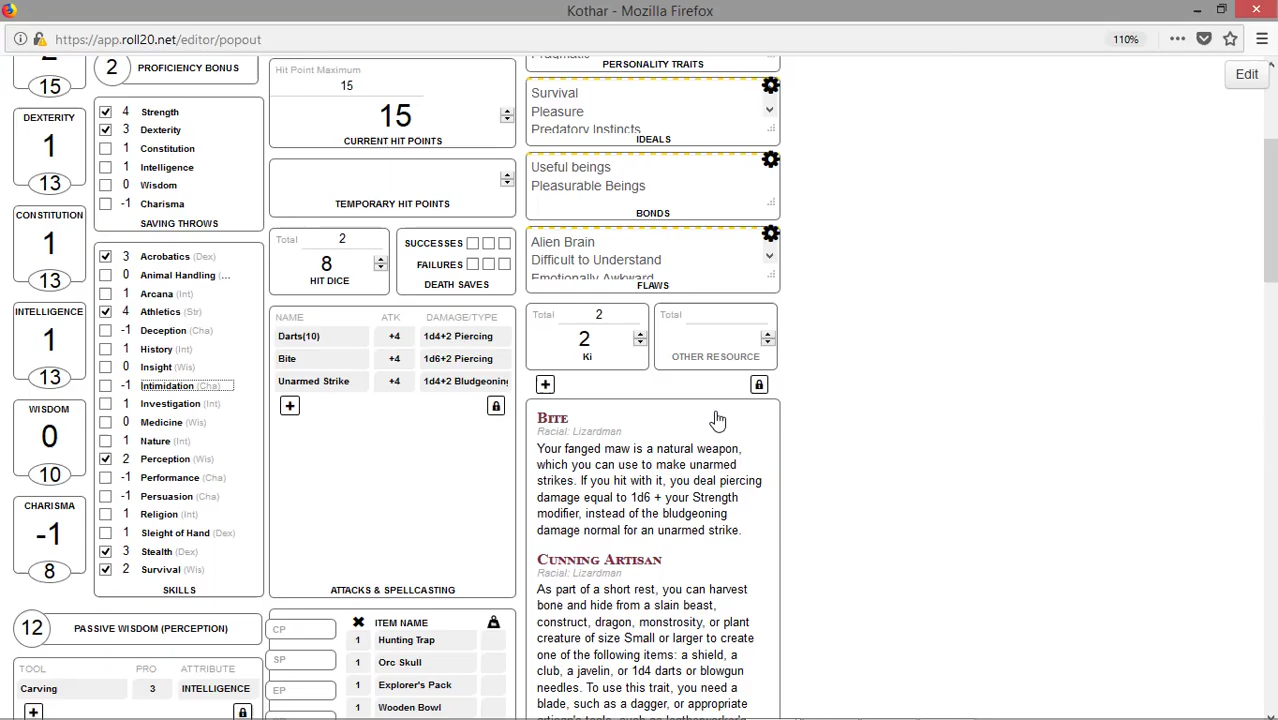 Kothar - Mozilla Firefox
https://app.roll20.net/editor/popout
110%
Edit
15
DEXTERITY
1
13
CONSTITUTION
1
13
INTELLIGENCE
1
13
WISDOM
0
10
CHARISMA
-1
8
2 PROFICIENCY BONUS
4 Strength
3 Dexterity
1 Constitution
1 Intelligence
0 Wisdom
-1 Charisma
SAVING THROWS
3 Acrobatics (Dex)
0 Animal Handling (...
1 Arcana (Int)
4 Athletics (Str)
-1 Deception (Cha)
1 History (Int)
0 Insight (Wis)
-1 Intimidation (Cha)
1 Investigation (Int)
0 Medicine (Wis)
1 Nature (Int)
2 Perception (Wis)
-1 Performance (Cha)
-1 Persuasion (Cha)
1 Religion (Int)
1 Sleight of Hand (Dex)
3 Stealth (Dex)
2 Survival (Wis)
SKILLS
12 PASSIVE WISDOM (PERCEPTION)
TOOL PRO ATTRIBUTE
Carving 3 INTELLIGENCE
Hit Point Maximum
15
15
CURRENT HIT POINTS
TEMPORARY HIT POINTS
Total 2
8
HIT DICE
SUCCESSES
FAILURES
DEATH SAVES
NAME ATK DAMAGE/TYPE
Darts(10) +4 1d4+2 Piercing
Bite +4 1d6+2 Piercing
Unarmed Strike +4 1d4+2 Bludgeoning
ATTACKS & SPELLCASTING
CP
SP
EP
ITEM NAME
1 Hunting Trap
1 Orc Skull
1 Explorer's Pack
1 Wooden Bowl
Pragmatic
PERSONALITY TRAITS
Survival
Pleasure
Predatory Instincts
IDEALS
Useful beings
Pleasurable Beings
BONDS
Alien Brain
Difficult to Understand
Emotionally Awkward
FLAWS
Total 2
2
Ki
Total
OTHER RESOURCE
BITE
Racial: Lizardman
Your fanged maw is a natural weapon,
which you can use to make unarmed
strikes. If you hit with it, you deal piercing
damage equal to 1d6 + your Strength
modifier, instead of the bludgeoning
damage normal for an unarmed strike.
CUNNING ARTISAN
Racial: Lizardman
As part of a short rest, you can harvest
bone and hide from a slain beast,
construct, dragon, monstrosity, or plant
creature of size Small or larger to create
one of the following items: a shield, a
club, a javelin, or 1d4 darts or blowgun
needles. To use this trait, you need a
blade, such as a dagger, or appropriate